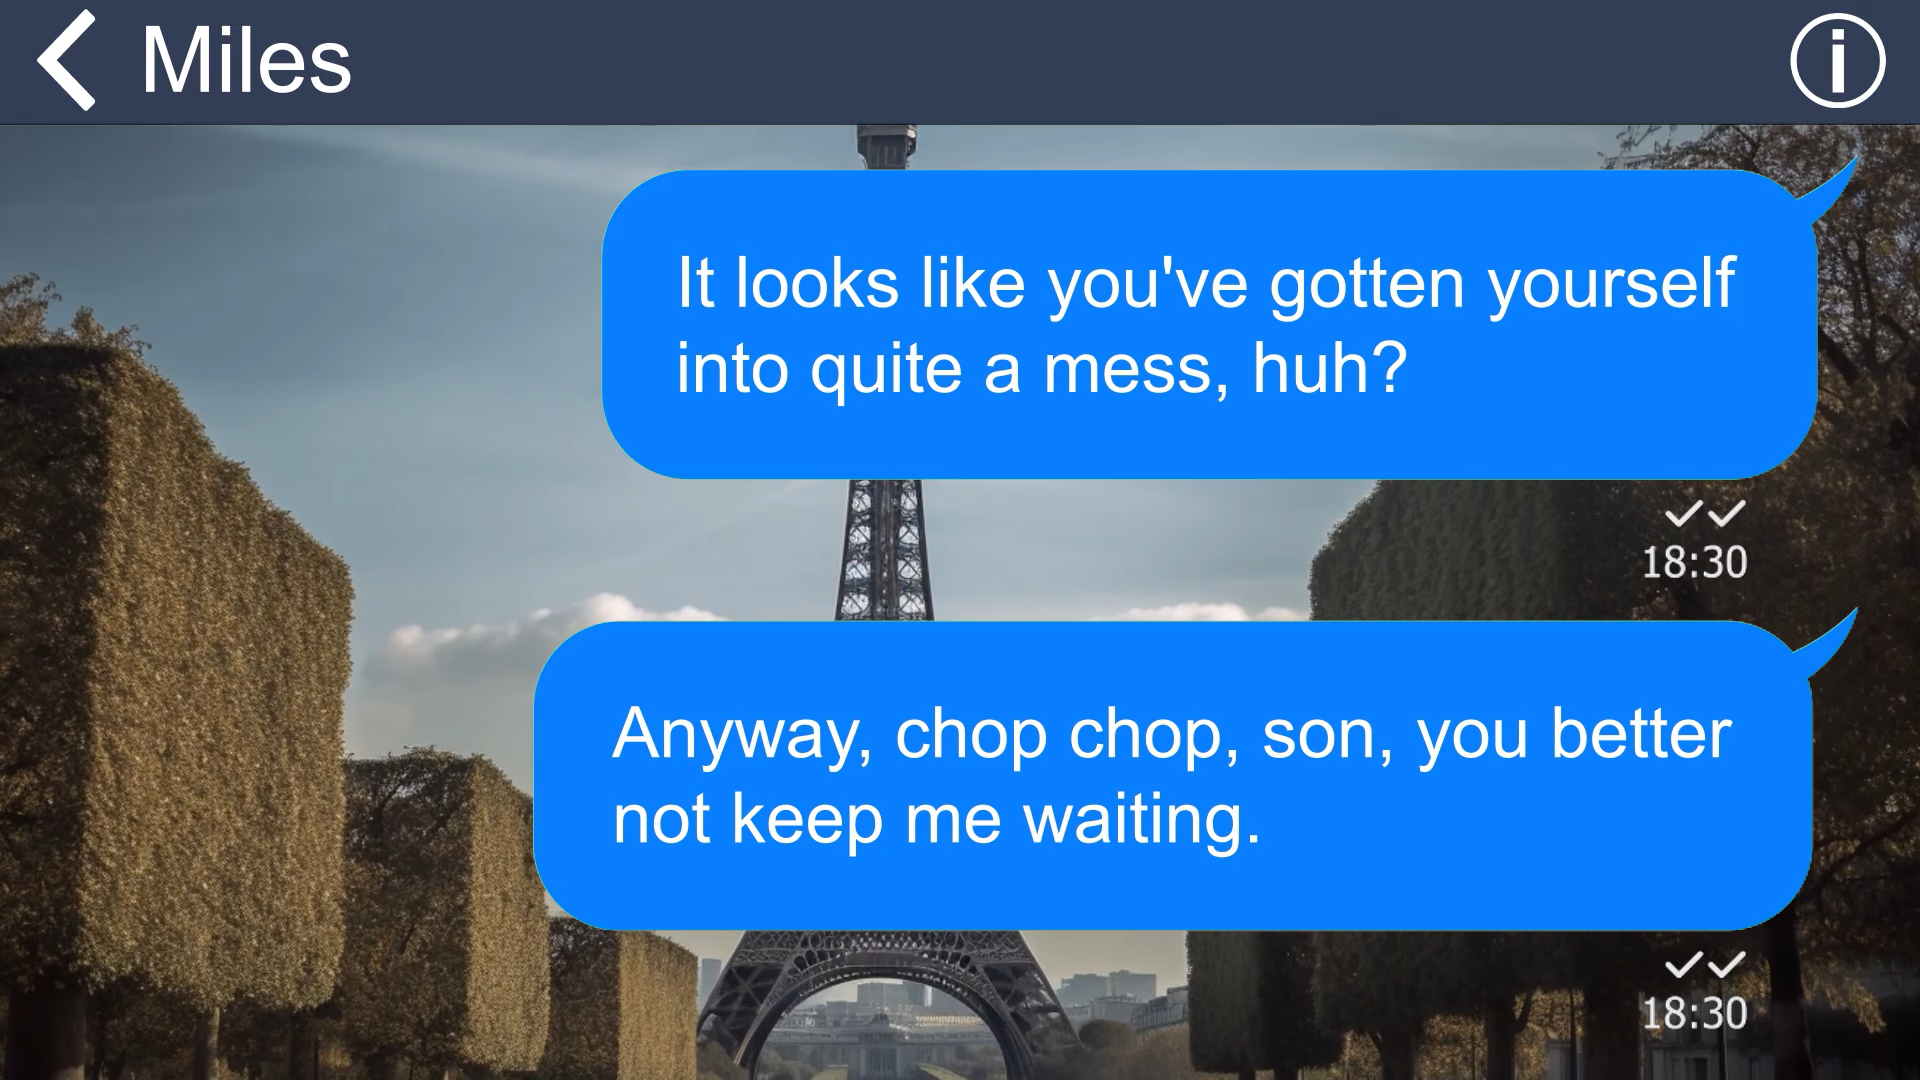 Miles
It looks like you've gotten yourself
into quite a mess, huh?
18:30
Anyway, chop chop, son, you better
not keep me waiting.
18:30